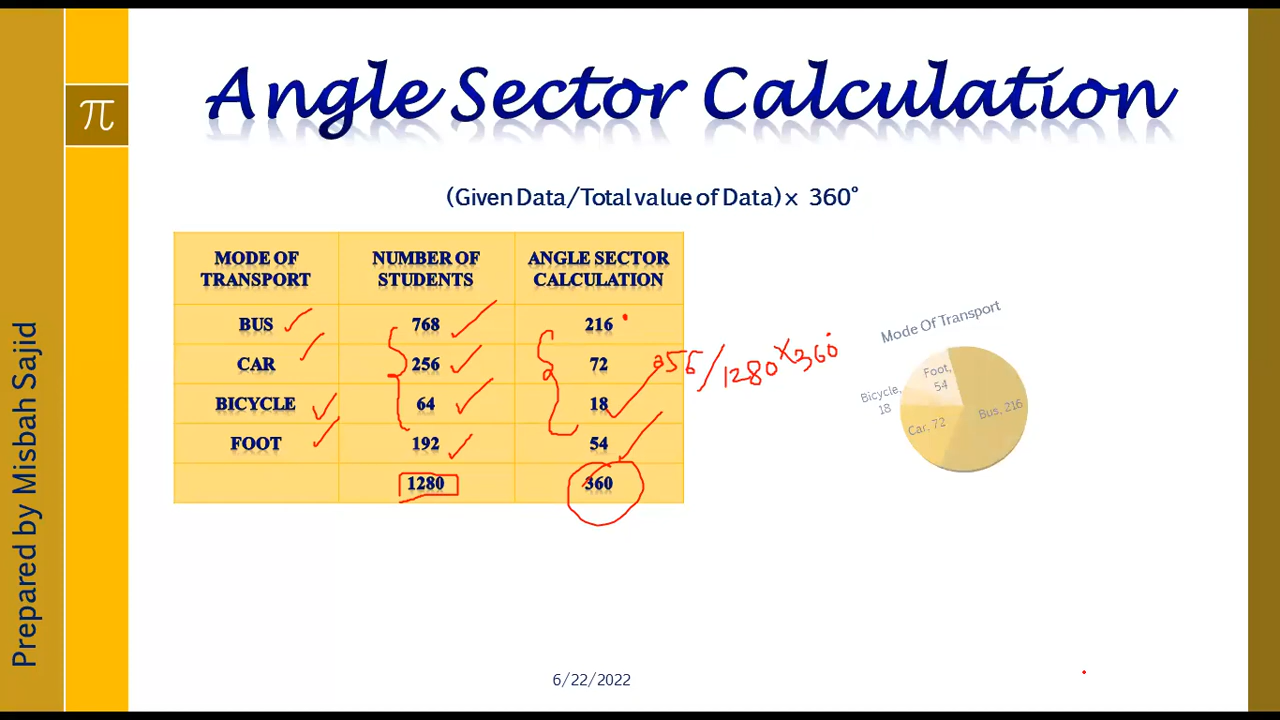 Angle Sector Calculation
π
(Given Data/Total value of Data) x 360°
MODE OF TRANSPORT NUMBER OF STUDENTS ANGLE SECTOR CALCULATION
BUS 768 216
CAR 256 72
BICYCLE 64 18
FOOT 192 54
1280 360
256/1280×360°
Mode Of Transport
Foot, 54
Bicycle, 18
Bus, 216
Car, 72
Prepared by Misbah Sajid
6/22/2022